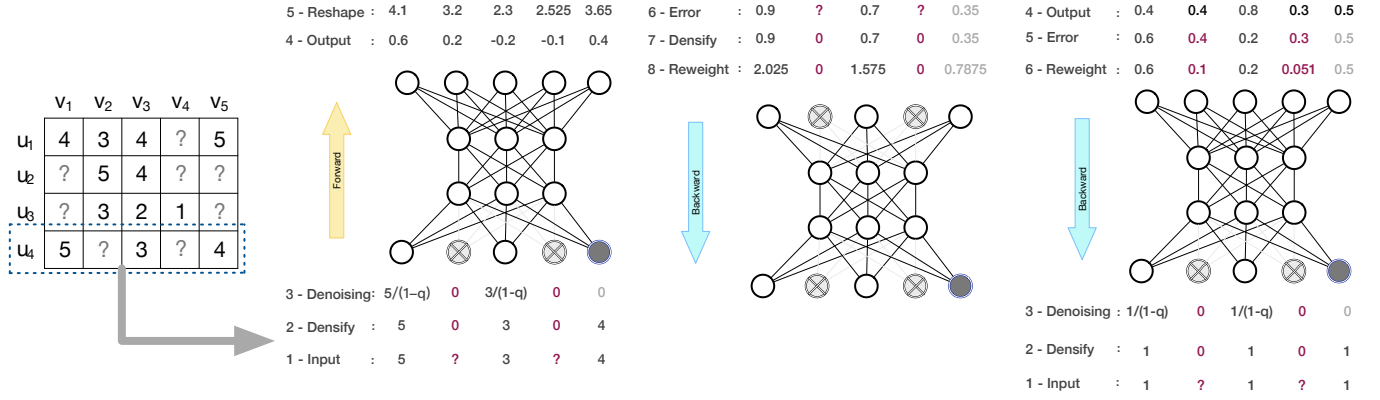 v1 v2 v3 v4 v5
u1 4 3 4 ? 5
u2 ? 5 4 ? ?
u3 ? 3 2 1 ?
u4 5 ? 3 ? 4
5 - Reshape : 4.1 3.2 2.3 2.525 3.65
4 - Output : 0.6 0.2 -0.2 -0.1 0.4
Forward
3 - Denoising: 5/(1–q) 0 3/(1-q) 0 0
2 - Densify : 5 0 3 0 4
1 - Input : 5 ? 3 ? 4
6 - Error : 0.9 ? 0.7 ? 0.35
7 - Densify : 0.9 0 0.7 0 0.35
8 - Reweight : 2.025 0 1.575 0 0.7875
Backward
4 - Output : 0.4 0.4 0.8 0.3 0.5
5 - Error : 0.6 0.4 0.2 0.3 0.5
6 - Reweight : 0.6 0.1 0.2 0.051 0.5
Backward
3 - Denoising : 1/(1-q) 0 1/(1-q) 0 0
2 - Densify : 1 0 1 0 1
1 - Input : 1 ? 1 ? 1